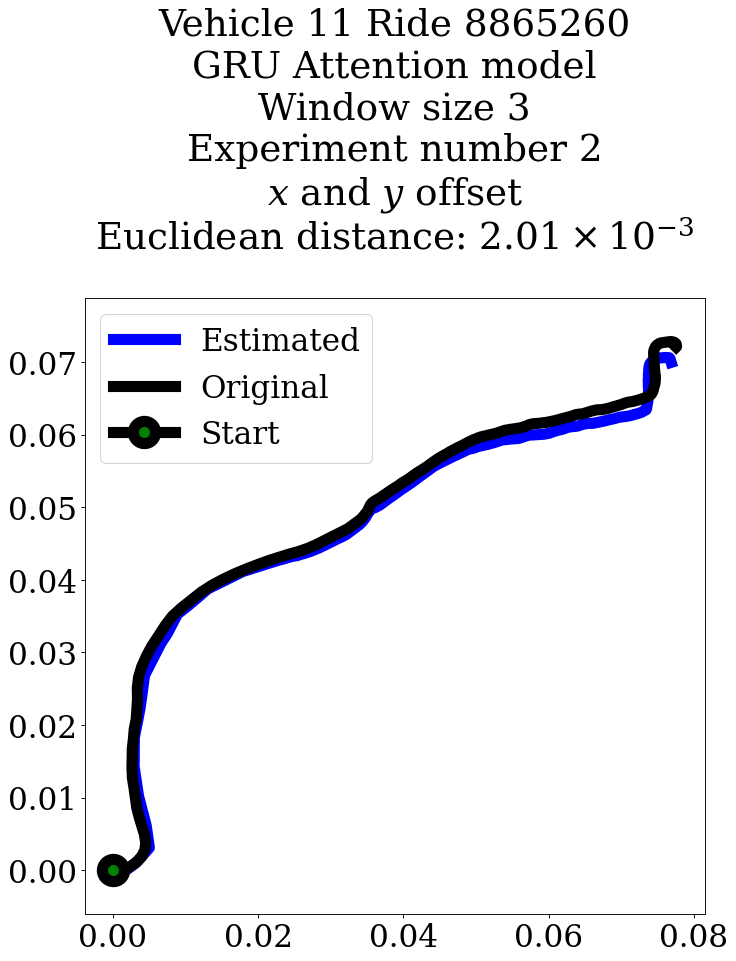 Vehicle 11 Ride 8865260
GRU Attention model
Window size 3
Experiment number 2
x and y offset
Euclidean distance: 2.01 × 10⁻³
Estimated
Original
Start
0.07
0.06
0.05
0.04
0.03
0.02
0.01
0.00
0.00 0.02 0.04 0.06 0.08